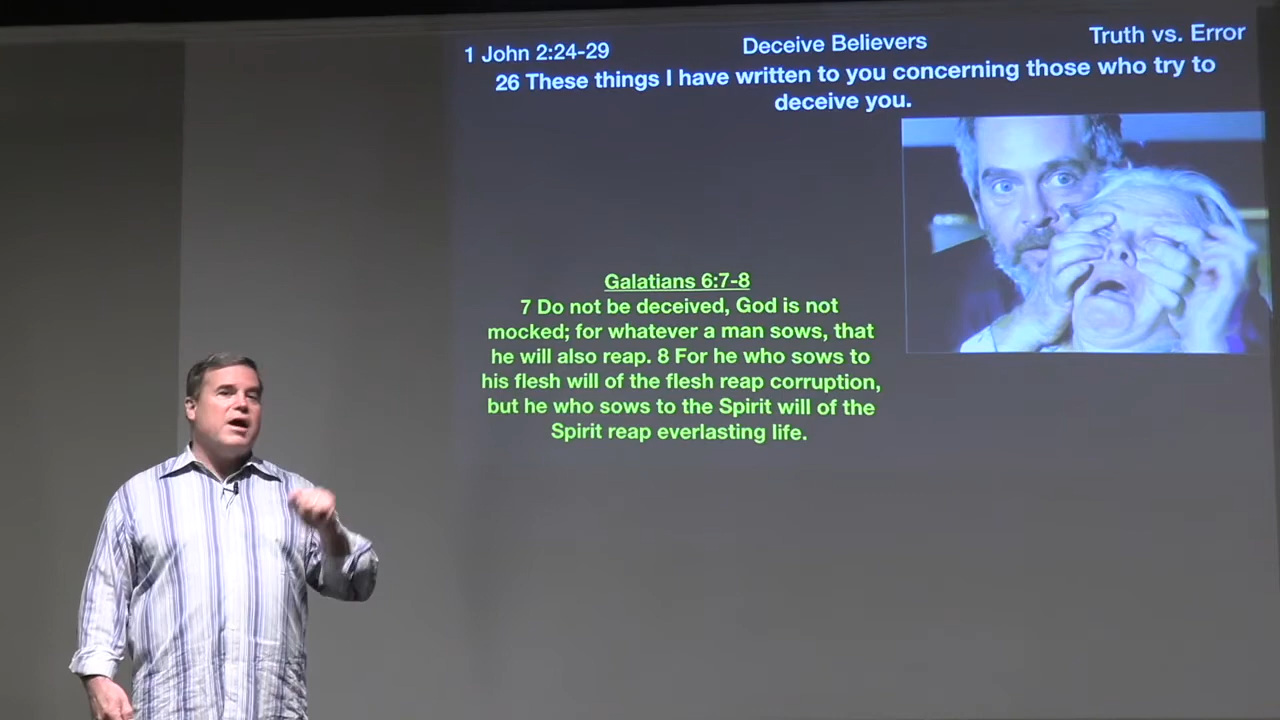 1 John 2:24-29 Deceive Believers Truth vs. Error
26 These things I have written to you concerning those who try to
deceive you.
Galatians 6:7-8
7 Do not be deceived, God is not
mocked; for whatever a man sows, that
he will also reap. 8 For he who sows to
his flesh will of the flesh reap corruption,
but he who sows to the Spirit will of the
Spirit reap everlasting life.